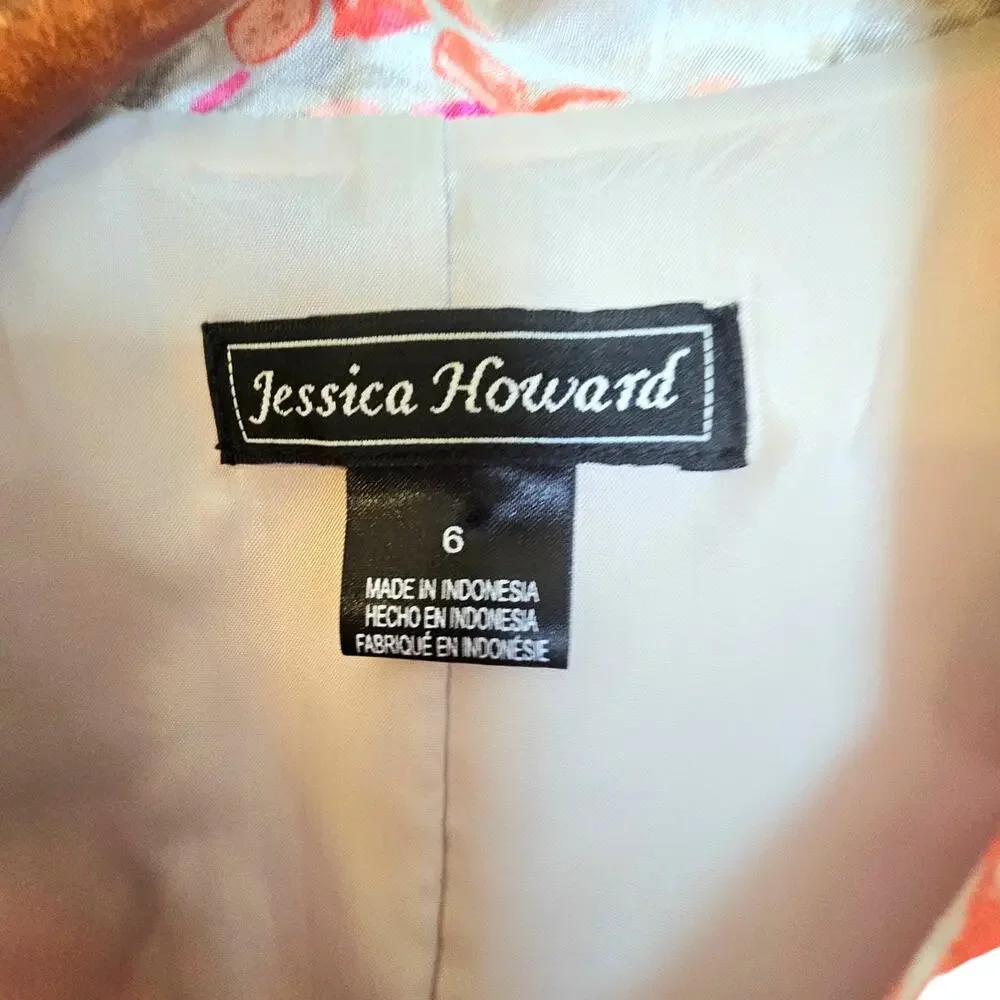 Jessica Howard
6
MADE IN INDONESIA
HECHO EN INDONESIA
FABRIQUÉ EN INDONÉSIE